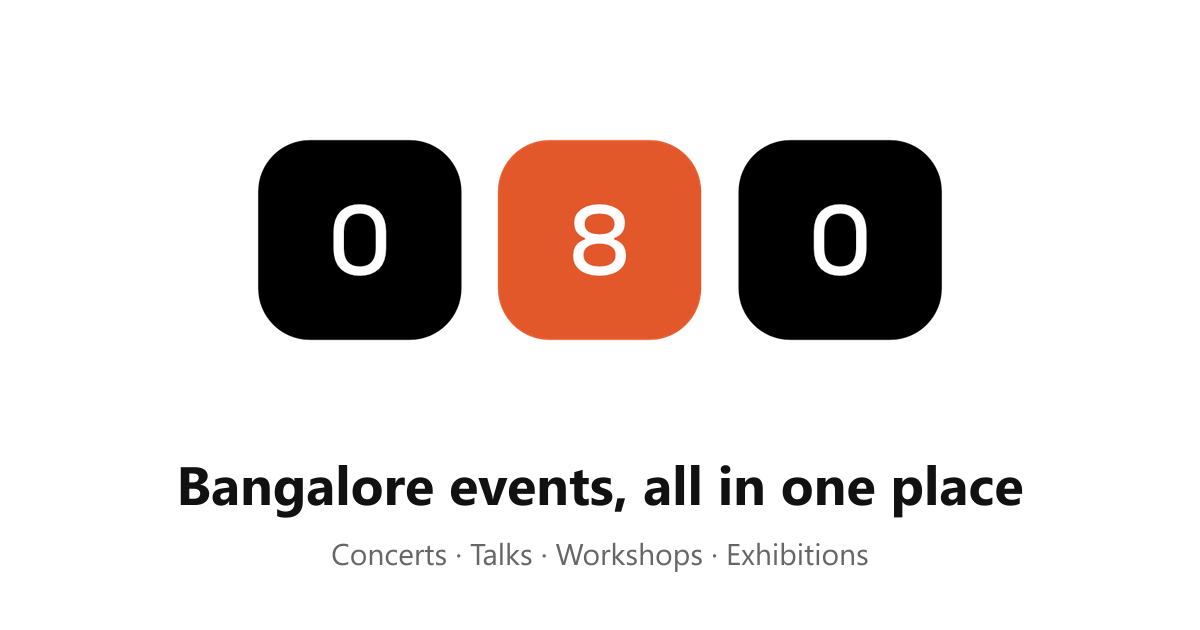 0 8 0
Bangalore events, all in one place
Concerts · Talks · Workshops · Exhibitions